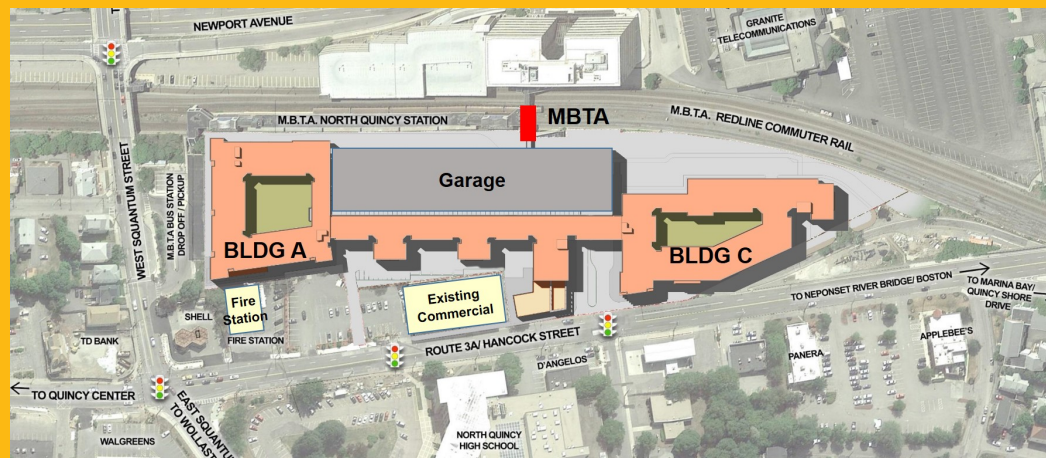 NEWPORT AVENUE
GRANITE
TELECOMMUNICATIONS
M.B.T.A. NORTH QUINCY STATION
MBTA
M.B.T.A. REDLINE COMMUTER RAIL
WEST SQUANTUM STREET
M.B.T.A BUS STATION
DROP OFF / PICKUP
Garage
BLDG A
BLDG C
Fire
Station
Existing
Commercial
SHELL
FIRE STATION
TD BANK
ROUTE 3A/ HANCOCK STREET
TO NEPONSET RIVER BRIDGE/ BOSTON
TO MARINA BAY/
QUINCY SHORE
DRIVE
D'ANGELOS
PANERA
APPLEBEE'S
TO QUINCY CENTER
EAST SQUANTU
TO WOLLAST
WALGREENS
NORTH QUINCY
HIGH SCHOOL